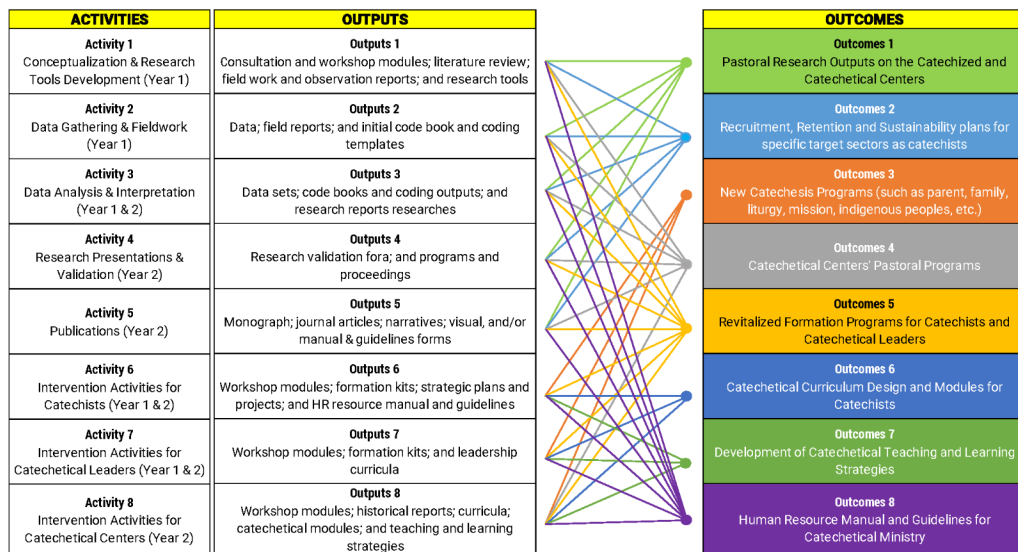 ACTIVITIES
OUTPUTS
OUTCOMES
Activity 1
Conceptualization & Research
Tools Development (Year 1)
Outputs 1
Consultation and workshop modules; literature review;
field work and observation reports; and research tools
Outcomes 1
Pastoral Research Outputs on the Catechized and
Catechetical Centers
Activity 2
Data Gathering & Fieldwork
(Year 1)
Outputs 2
Data; field reports; and initial code book and coding
templates
Outcomes 2
Recruitment, Retention and Sustainability plans for
specific target sectors as catechists
Activity 3
Data Analysis & Interpretation
(Year 1 & 2)
Outputs 3
Data sets; code books and coding outputs; and
research reports researches
Outcomes 3
New Catechesis Programs (such as parent, family,
liturgy, mission, indigenous peoples, etc.)
Activity 4
Research Presentations &
Validation (Year 2)
Outputs 4
Research validation fora; and programs and
proceedings
Outcomes 4
Catechetical Centers' Pastoral Programs
Activity 5
Publications (Year 2)
Outputs 5
Monograph; journal articles; narratives; visual, and/or
manual & guidelines forms
Outcomes 5
Revitalized Formation Programs for Catechists and
Catechetical Leaders
Activity 6
Intervention Activities for
Catechists (Year 1 & 2)
Outputs 6
Workshop modules; formation kits; strategic plans and
projects; and HR resource manual and guidelines
Outcomes 6
Catechetical Curriculum Design and Modules for
Catechists
Activity 7
Intervention Activities for
Catechetical Leaders (Year 1 & 2)
Outputs 7
Workshop modules; formation kits; and leadership
curricula
Outcomes 7
Development of Catechetical Teaching and Learning
Strategies
Activity 8
Intervention Activities for
Catechetical Centers (Year 2)
Outputs 8
Workshop modules; historical reports; curricula;
catechetical modules; and teaching and learning
strategies
Outcomes 8
Human Resource Manual and Guidelines for
Catechetical Ministry